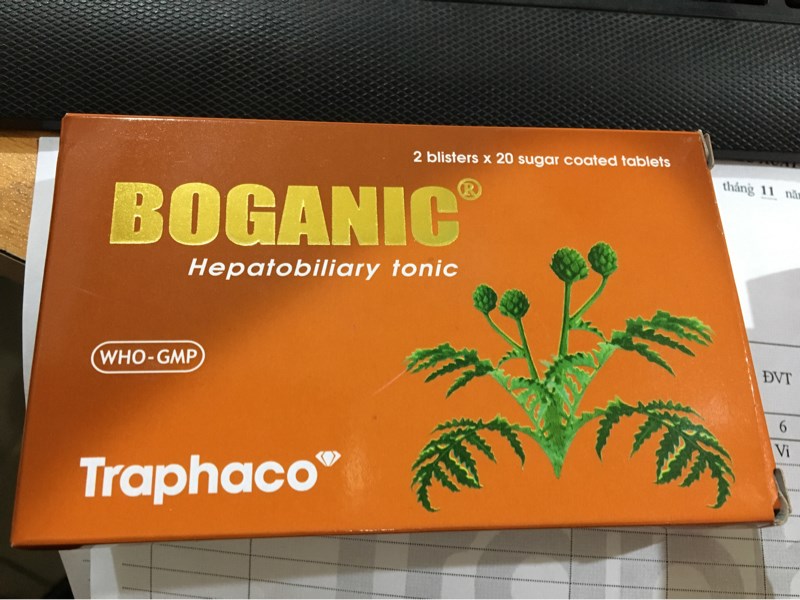 2 blisters x 20 sugar coated tablets
BOGANIC®
Hepatobiliary tonic
WHO-GMP
Traphaco
tháng 11
ĐVT
6
Vi